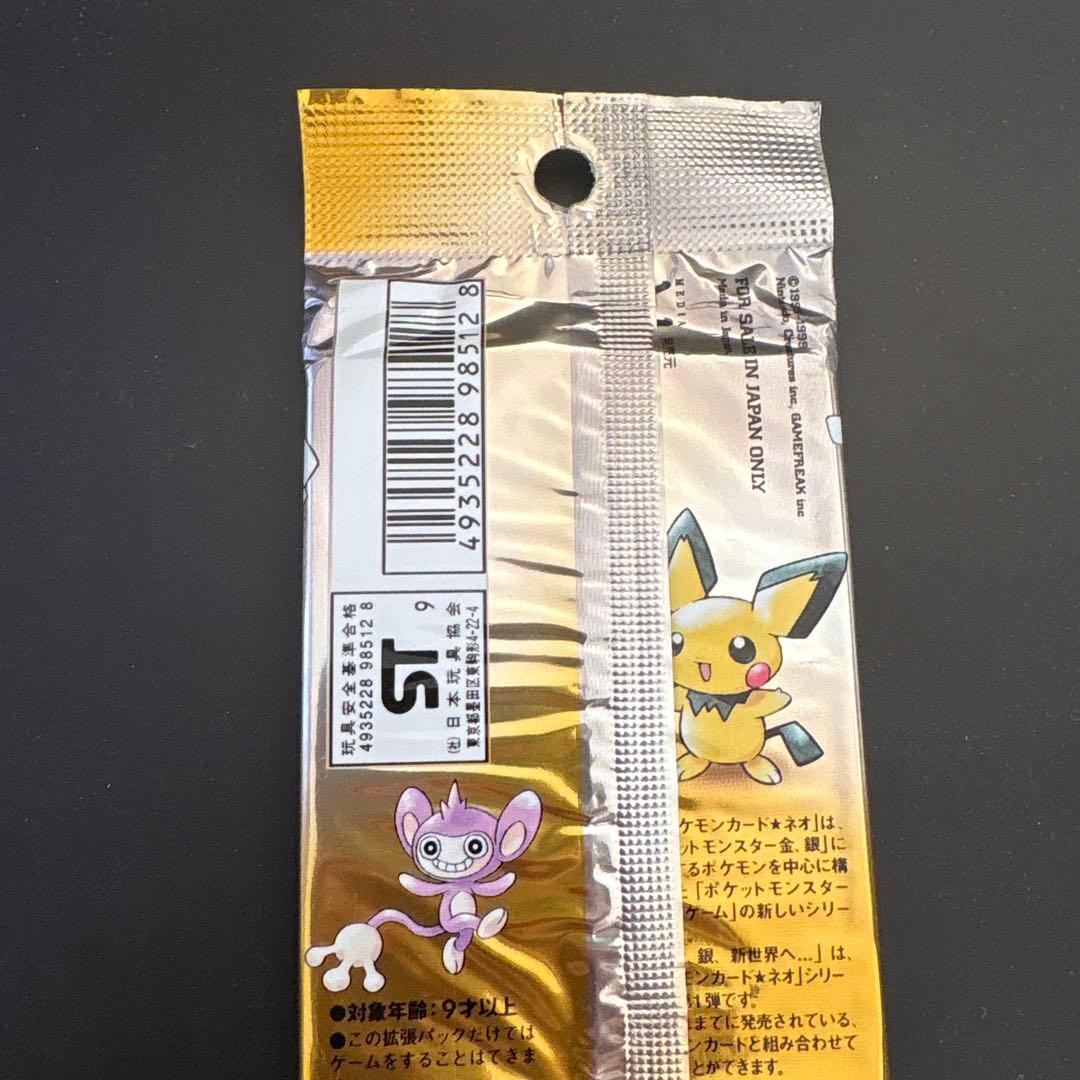 4935228 98512 8
玩具安全基準合格
4935228 98512 8
ST 9
(社)日本玩具協会
東京都墨田区東駒形4-22-4
●対象年齢:9才以上
●この拡張パックだけでは
ゲームをすることはできま
Nintendo, Creatures inc, GAMEFREAK inc
FOR SALE IN JAPAN ONLY
Made in Japan
MEDIA
ケモンカード★ネオ」は、
ットモンスター金、銀」に
るポケモンを中心に構
「ポケットモンスター
ゲーム」の新しいシリー
銀、新世界へ...」は、
モンカード★ネオ」シリー
1弾です。
までに発売されている、
ンカードと組み合わせて
とができます。